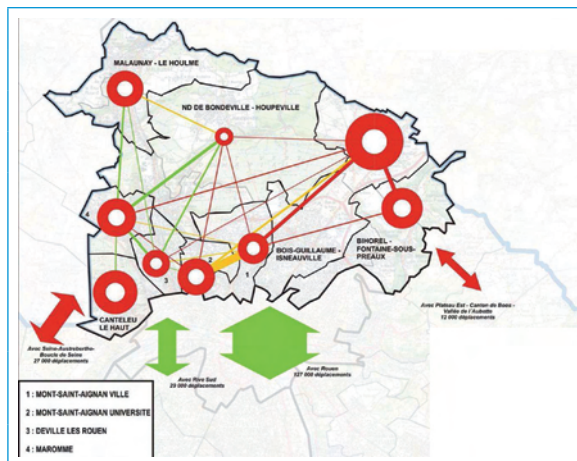 MALAUNAY - LE HOULME
ND DE BONDEVILLE - HOUPEVILLE
4
BOIS-GUILLAUME -
ISNEAUVILLE
BIHOREL -
FONTAINE-SOUS-
PREAUX
2
1
3
CANTELEU
LE HAUT
Avec Plateau Est - Canton de Boos -
Vallée de l'Aubette
13 000 déplacements
Avec Seine-Austreberthe-
Boucle de Seine
27 000 déplacements
Avec Rive Sud
29 000 déplacements
Avec Rouen
127 000 déplacements
1 : MONT-SAINT-AIGNAN VILLE
2 : MONT-SAINT-AIGNAN UNIVERSITE
3 : DEVILLE LES ROUEN
4 : MAROMME